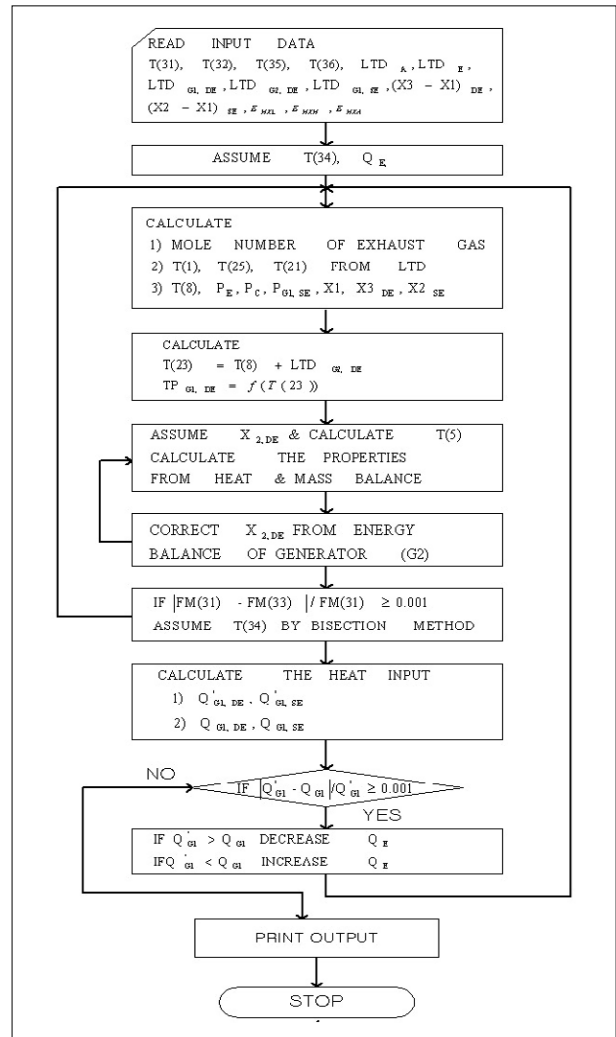 READ INPUT DATA
T(31), T(32), T(35), T(36), LTD A, LTD E,
LTD G1, DE, LTD G2, DE, LTD G1, SE, (X3 - X1) DE,
(X2 - X1) SE, EHXL, EHXH, EHXA
ASSUME T(34), Q E
CALCULATE
1) MOLE NUMBER OF EXHAUST GAS
2) T(1), T(25), T(21) FROM LTD
3) T(8), P E, P C, P G1, SE, X1, X3 DE, X2 SE
CALCULATE
T(23) = T(8) + LTD G2, DE
TP G1, DE = f(T(23))
ASSUME X 2,DE & CALCULATE T(5)
CALCULATE THE PROPERTIES
FROM HEAT & MASS BALANCE
CORRECT X 2,DE FROM ENERGY
BALANCE OF GENERATOR (G2)
IF |FM(31) - FM(33) | / FM(31) ≥ 0.001
ASSUME T(34) BY BISECTION METHOD
CALCULATE THE HEAT INPUT
1) Q'G1, DE , Q'G1, SE
2) Q G1, DE , Q G1, SE
NO
IF |Q'G1 - Q G1|/Q'G1 ≥ 0.001
YES
IF Q'G1 > Q G1 DECREASE Q E
IFQ'G1 < Q G1 INCREASE Q E
PRINT OUTPUT
STOP